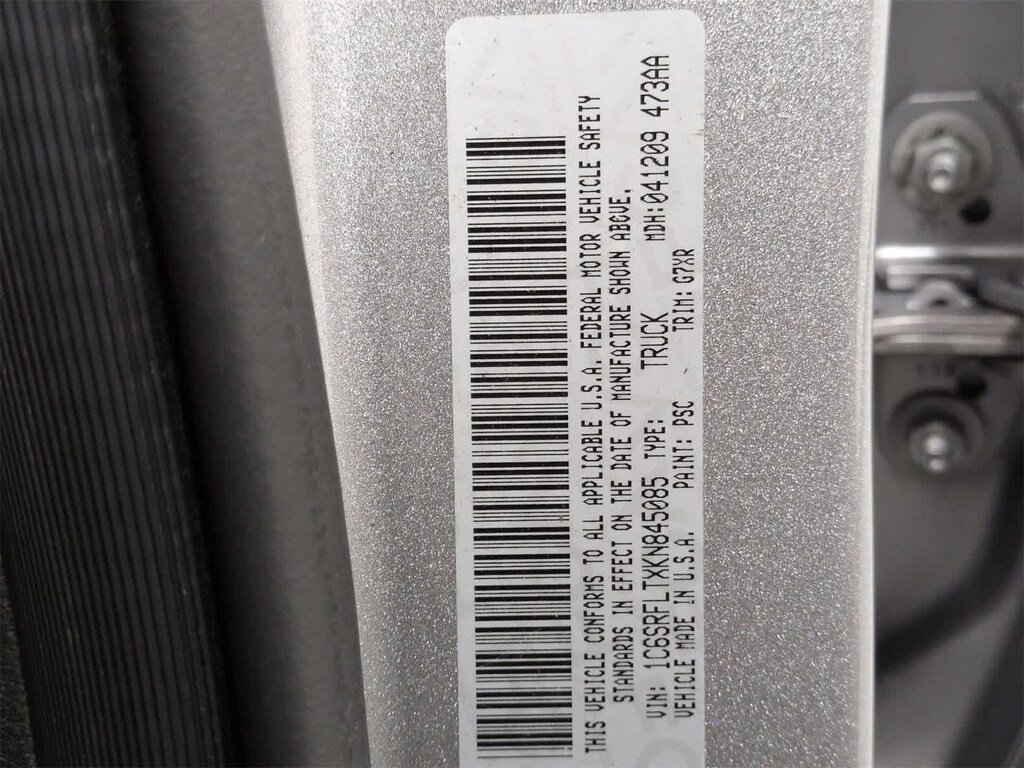 THIS VEHICLE CONFORMS TO ALL APPLICABLE U.S.A. FEDERAL MOTOR VEHICLE SAFETY
STANDARDS IN EFFECT ON THE DATE OF MANUFACTURE SHOWN ABOVE.
VIN: 1C6SRFLTXKN845085 TYPE: TRUCK MDH:041209 473AA
VEHICLE MADE IN U.S.A. PAINT: PSC TRIM: G7XR